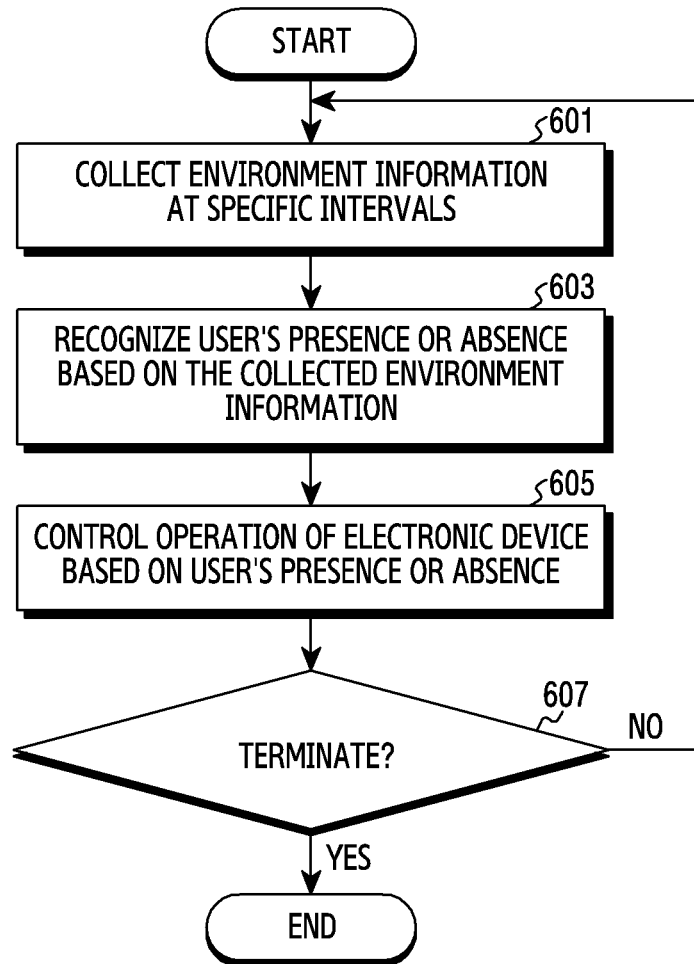 START
601
COLLECT ENVIRONMENT INFORMATION
AT SPECIFIC INTERVALS
603
RECOGNIZE USER'S PRESENCE OR ABSENCE
BASED ON THE COLLECTED ENVIRONMENT
INFORMATION
605
CONTROL OPERATION OF ELECTRONIC DEVICE
BASED ON USER'S PRESENCE OR ABSENCE
607
TERMINATE?
NO
YES
END